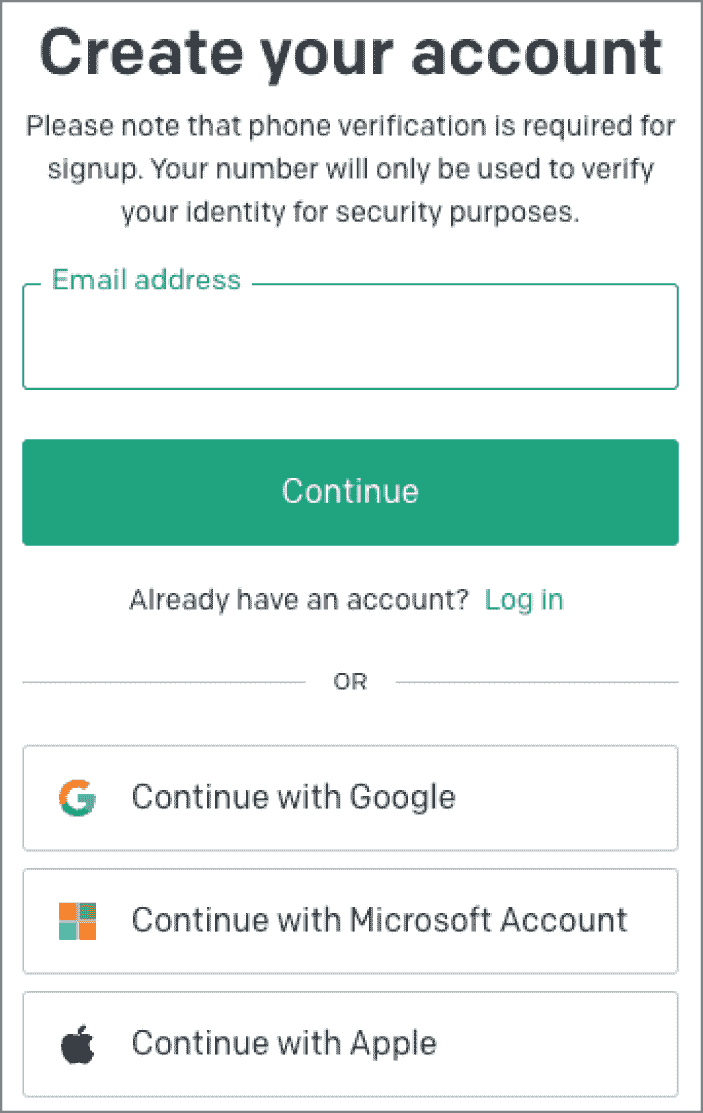 Create your account
Please note that phone verification is required for
signup. Your number will only be used to verify
your identity for security purposes.
Email address
Continue
Already have an account? Log in
OR
Continue with Google
Continue with Microsoft Account
Continue with Apple